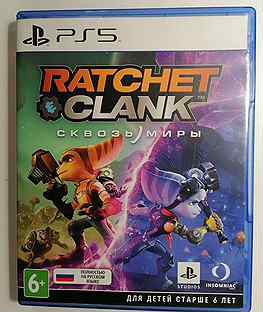 PS5
RATCHET
CLANK
СКВОЗЬ МИРЫ
6+
ПОЛНОСТЬЮ
НА РУССКОМ
ЯЗЫКЕ
STUDIOS
INSOMNIAC
ДЛЯ ДЕТЕЙ СТАРШЕ 6 ЛЕТ